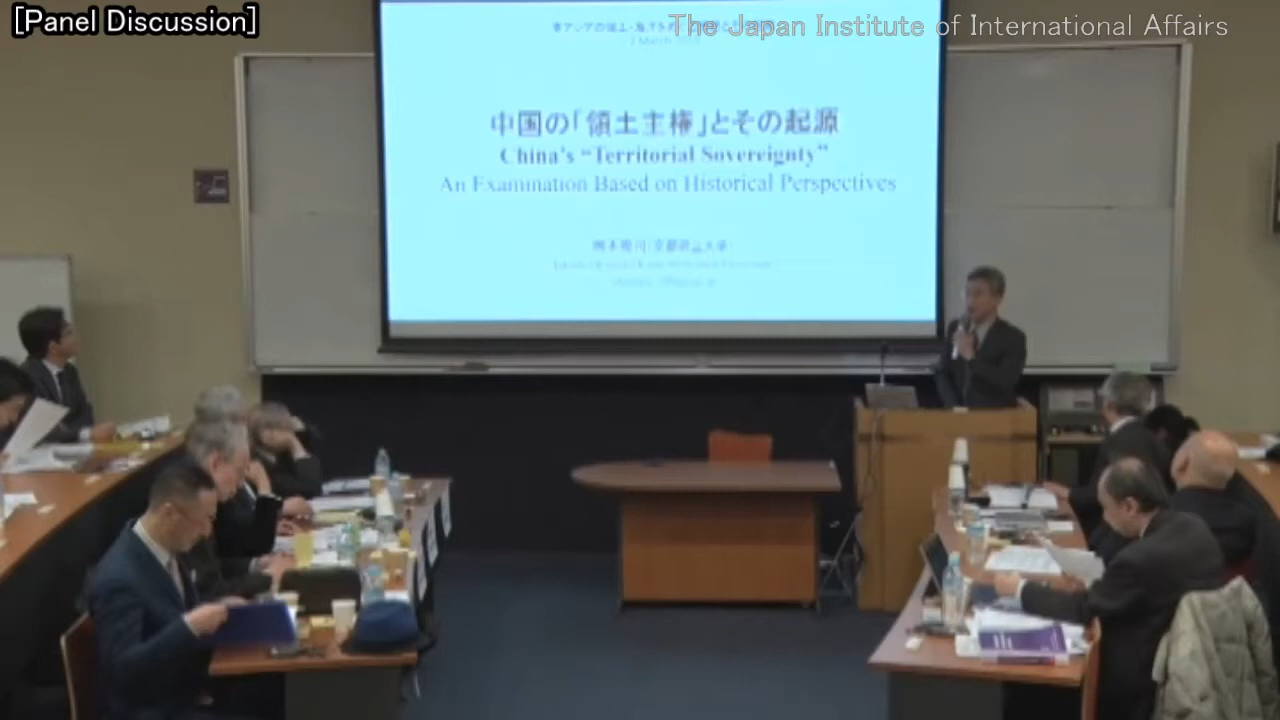 [Panel Discussion]
The Japan Institute of International Affairs
中国の「領土主権」とその起源
China's “Territorial Sovereignty”
An Examination Based on Historical Perspectives